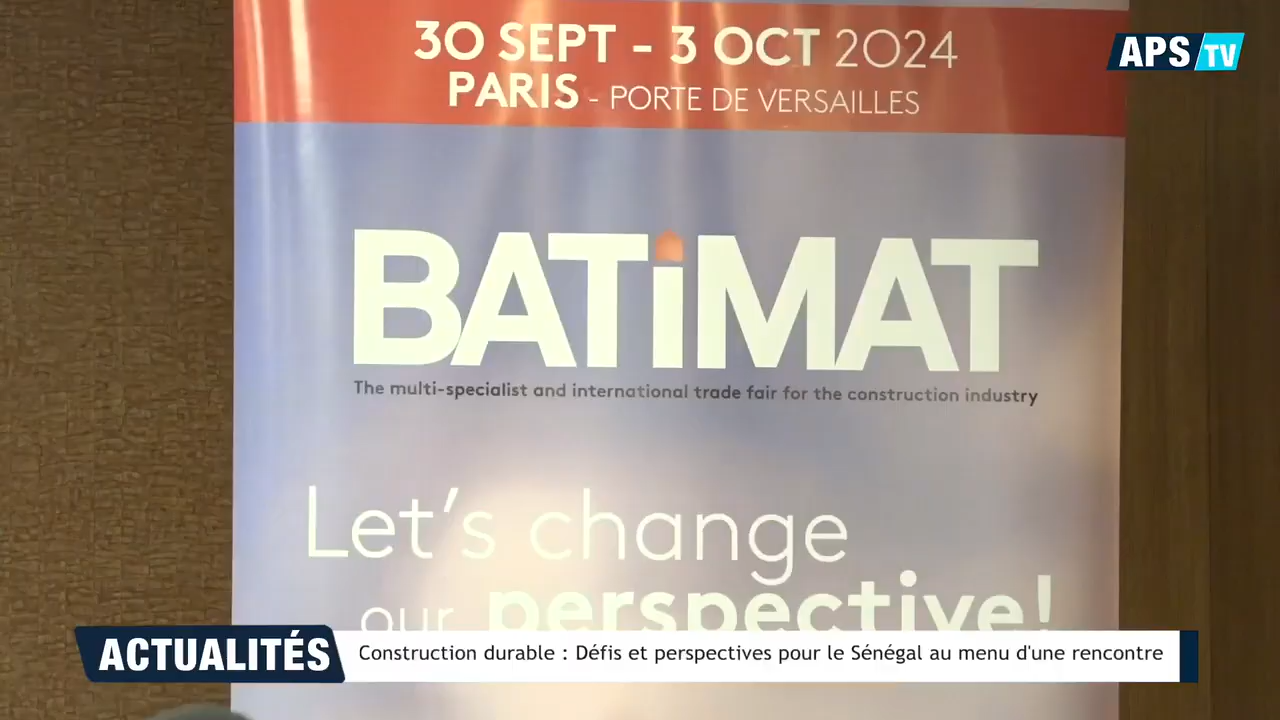 30 SEPT - 3 OCT 2024
PARIS - PORTE DE VERSAILLES
APS TV
BATiMAT
The multi-specialist and international trade fair for the construction industry
Let's change
our perspective!
ACTUALITÉS
Construction durable : Défis et perspectives pour le Sénégal au menu d'une rencontre